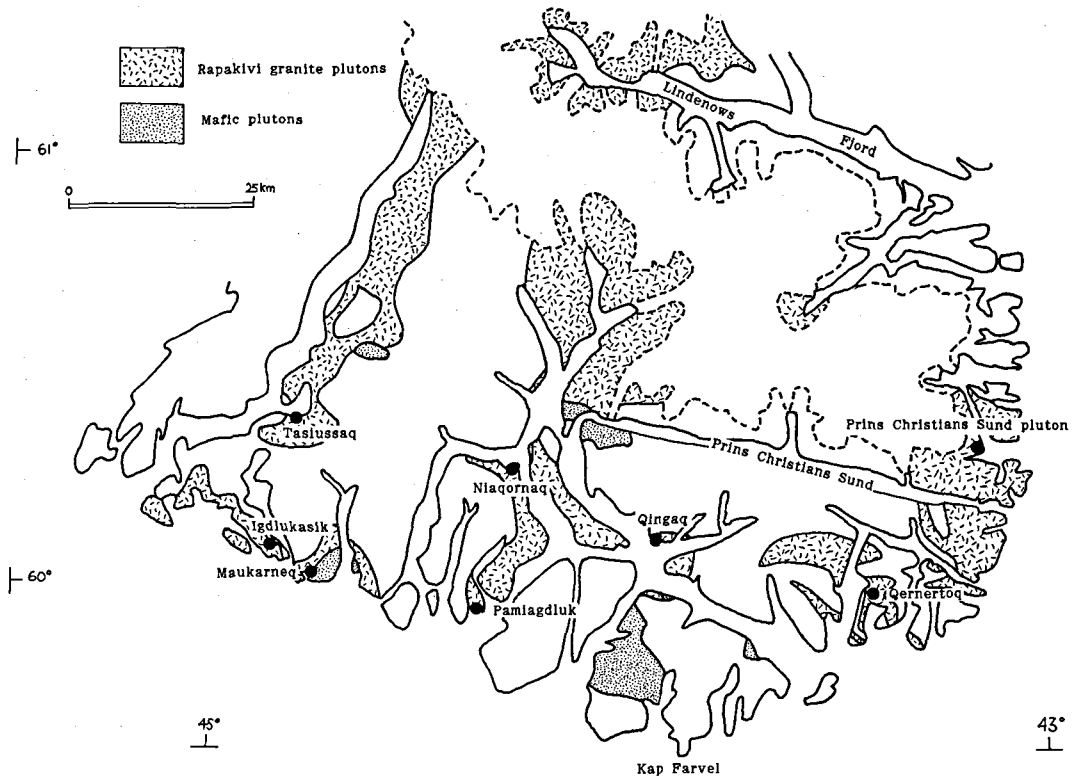 Rapakivi granite plutons
Mafic plutons
61°
0 25km
Lindenows
Fjord
Tasiussaq
Prins Christians Sund pluton
Prins Christians Sund
Niaqornaq
Qingaq
Igdlukasik
Maukarneq
60°
Pamiagdluk
Qernertoq
45°
43°
Kap Farvel